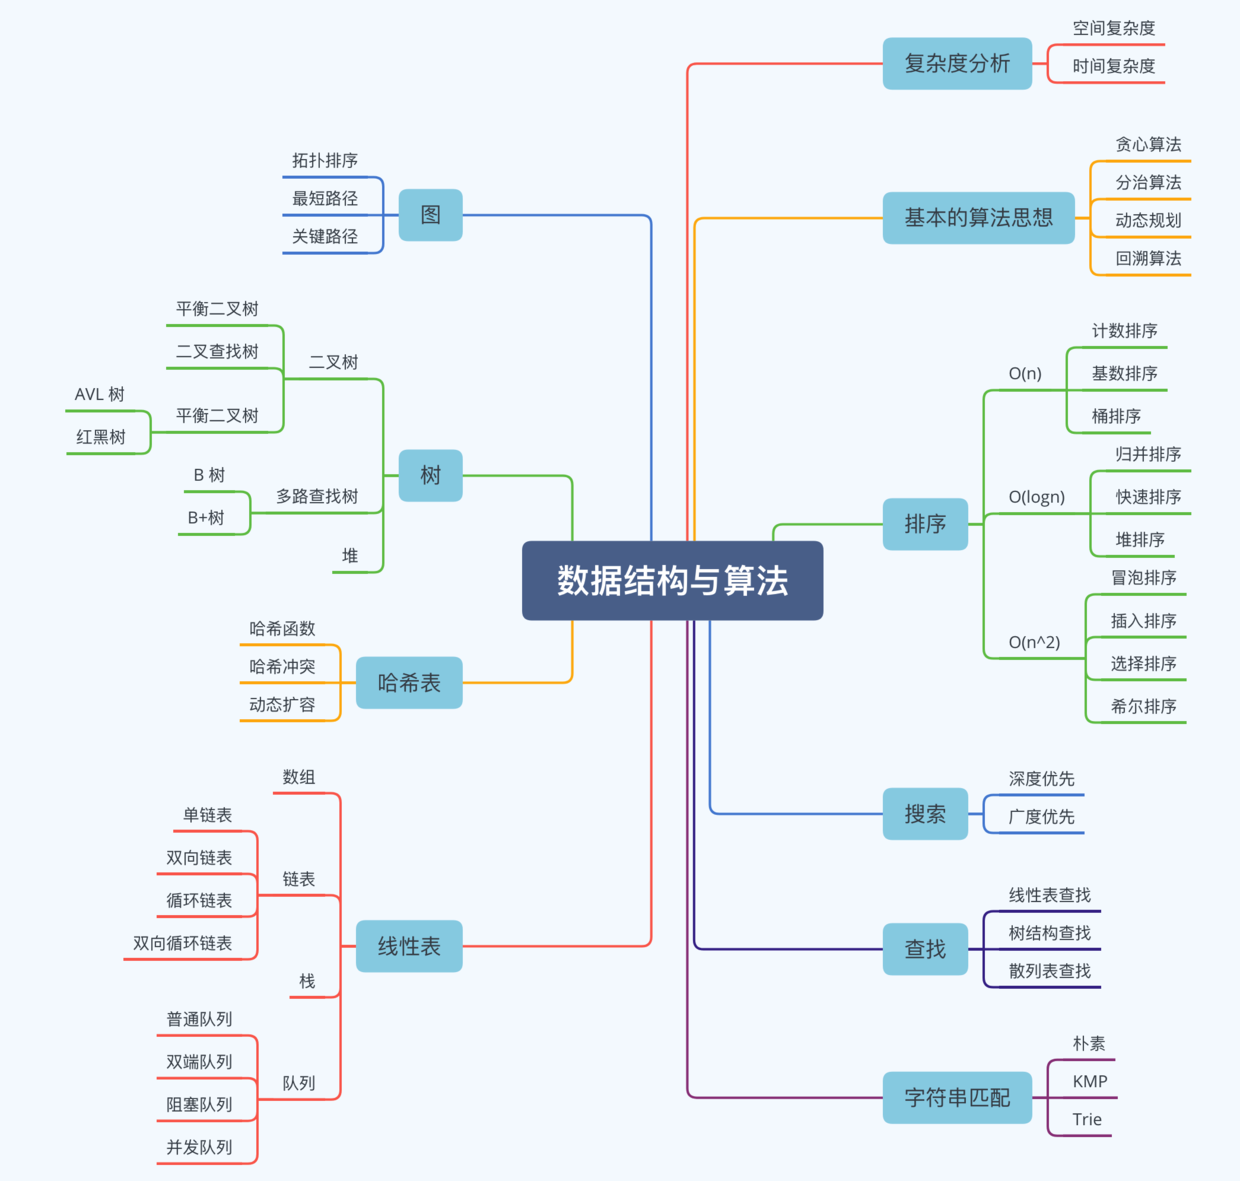 数据结构与算法
复杂度分析
空间复杂度
时间复杂度
基本的算法思想
贪心算法
分治算法
动态规划
回溯算法
排序
O(n)
计数排序
基数排序
桶排序
O(logn)
归并排序
快速排序
堆排序
O(n^2)
冒泡排序
插入排序
选择排序
希尔排序
搜索
深度优先
广度优先
查找
线性表查找
树结构查找
散列表查找
字符串匹配
朴素
KMP
Trie
图
拓扑排序
最短路径
关键路径
树
二叉树
平衡二叉树
二叉查找树
平衡二叉树
AVL 树
红黑树
多路查找树
B 树
B+树
堆
哈希表
哈希函数
哈希冲突
动态扩容
线性表
数组
链表
单链表
双向链表
循环链表
双向循环链表
栈
队列
普通队列
双端队列
阻塞队列
并发队列